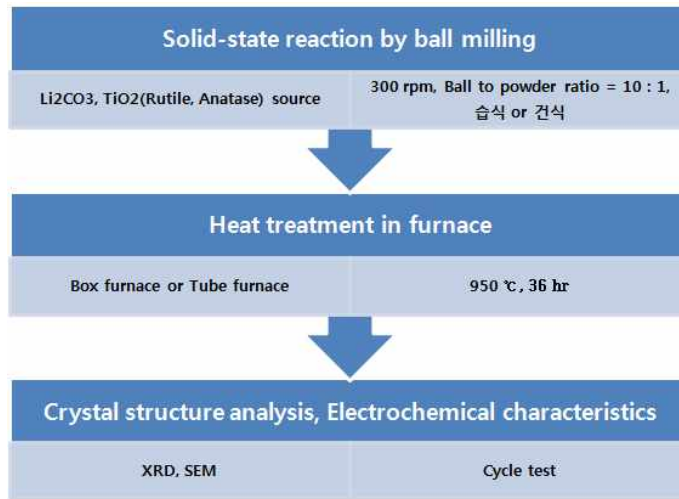 Solid-state reaction by ball milling
Li2CO3, TiO2(Rutile, Anatase) source
300 rpm, Ball to powder ratio = 10 : 1,
습식 or 건식
Heat treatment in furnace
Box furnace or Tube furnace
950 ℃, 36 hr
Crystal structure analysis, Electrochemical characteristics
XRD, SEM
Cycle test